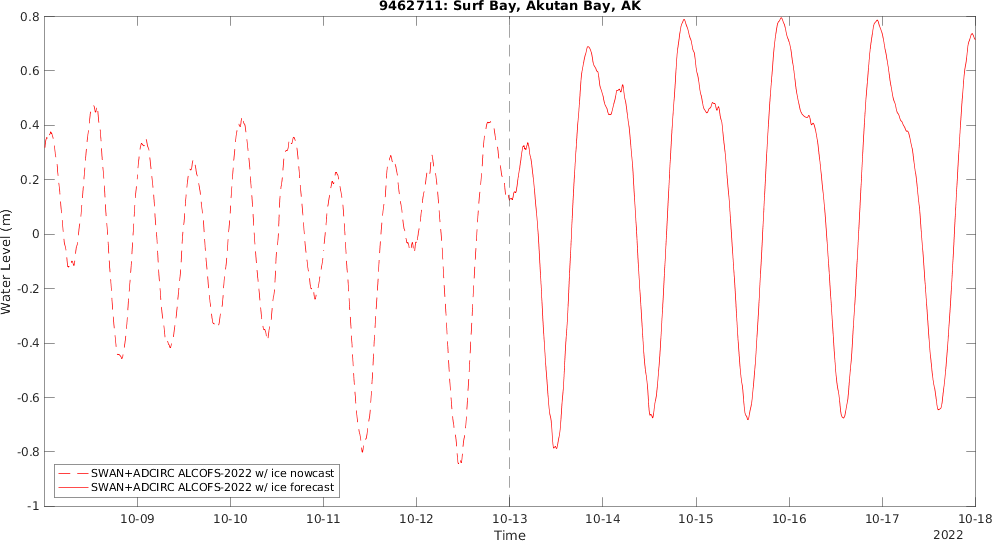 9462711: Surf Bay, Akutan Bay, AK
Water Level (m)
0.8
0.6
0.4
0.2
0
-0.2
-0.4
-0.6
-0.8
-1
SWAN+ADCIRC ALCOFS-2022 w/ ice nowcast
SWAN+ADCIRC ALCOFS-2022 w/ ice forecast
10-09 10-10 10-11 10-12 10-13 10-14 10-15 10-16 10-17 10-18
Time
2022